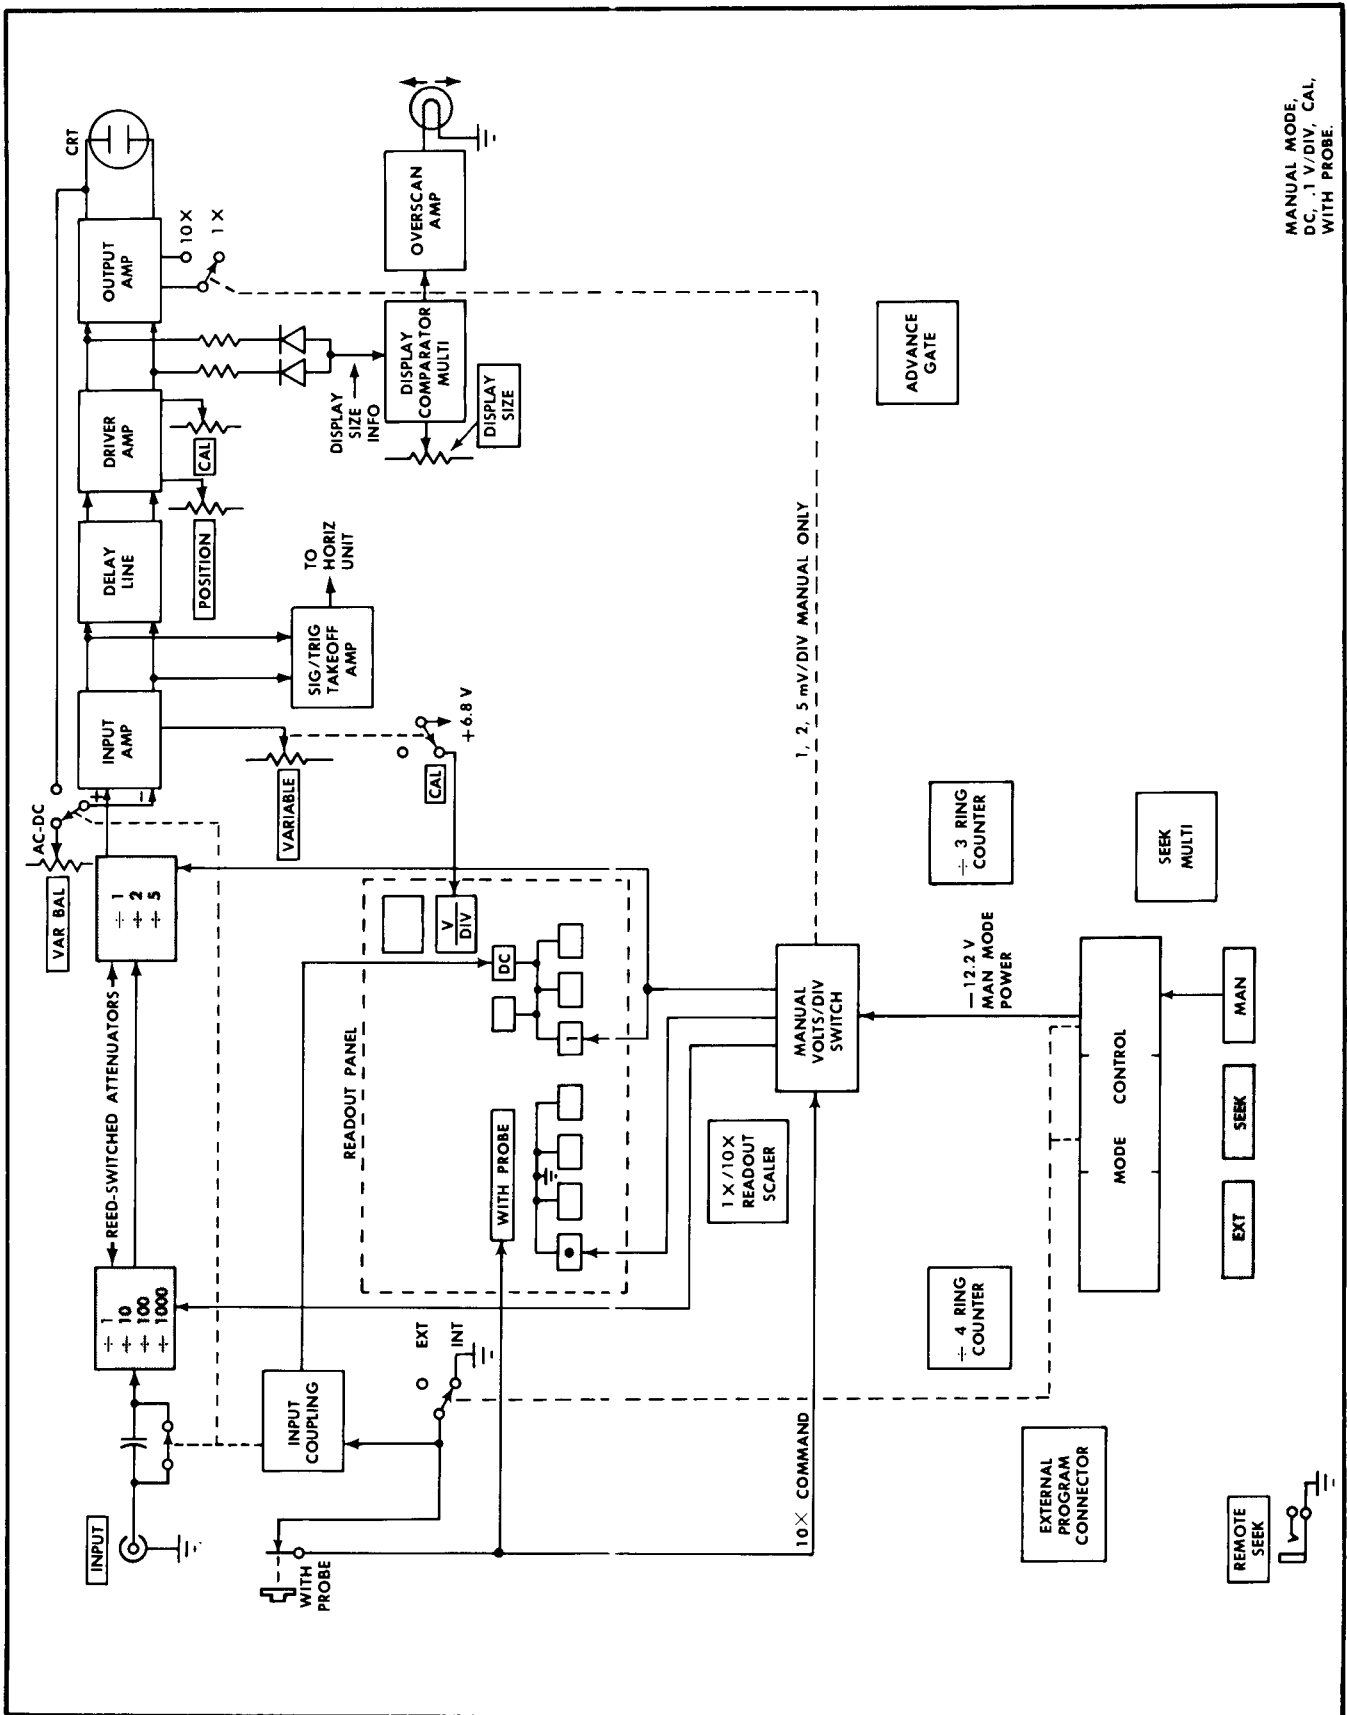 INPUT
÷ 1
÷ 10
÷ 100
÷ 1000
REED-SWITCHED ATTENUATORS
÷ 1
÷ 2
÷ 5
VAR BAL
AC-DC
+
-
INPUT
AMP
DELAY
LINE
DRIVER
AMP
OUTPUT
AMP
CRT
10X
1X
POSITION
CAL
SIG/TRIG
TAKEOFF
AMP
TO
HORIZ
UNIT
DISPLAY
SIZE
INFO
DISPLAY
COMPARATOR
MULTI
DISPLAY
SIZE
OVERSCAN
AMP
VARIABLE
CAL
+6.8 V
WITH
PROBE
INPUT
COUPLING
EXT
INT
READOUT PANEL
WITH PROBE
DC
V
DIV
1
10X COMMAND
1X/10X
READOUT
SCALER
MANUAL
VOLTS/DIV
SWITCH
1, 2, 5 mV/DIV MANUAL ONLY
ADVANCE
GATE
÷ 4 RING
COUNTER
—12.2 V
MAN MODE
POWER
÷ 3 RING
COUNTER
EXTERNAL
PROGRAM
CONNECTOR
MODE CONTROL
SEEK
MULTI
REMOTE
SEEK
EXT
SEEK
MAN
MANUAL MODE,
DC, .1 V/DIV, CAL,
WITH PROBE.